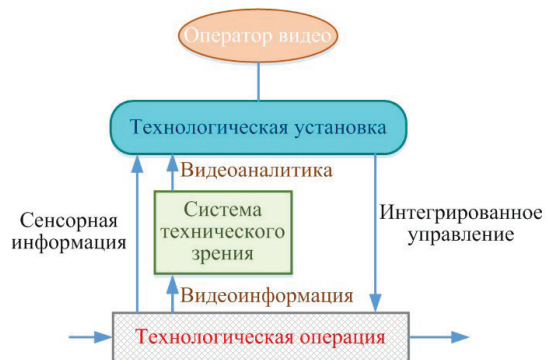 Оператор видео
Технологическая установка
Видеоаналитика
Сенсорная
информация
Система
технического
зрения
Интегрированное
управление
Видеоинформация
Технологическая операция